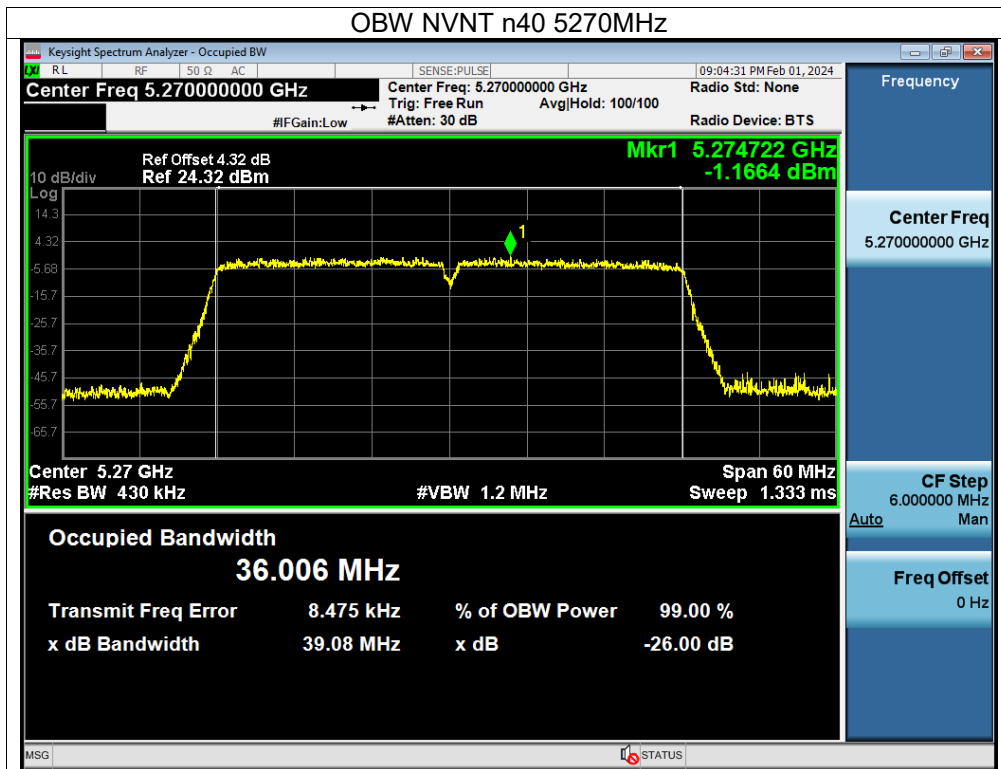 OBW NVNT n40 5270MHz
Keysight Spectrum Analyzer - Occupied BW
LXI RL RF 50 Ω AC SENSE:PULSE 09:04:31 PM Feb 01, 2024
Center Freq 5.270000000 GHz
Center Freq: 5.270000000 GHz Radio Std: None
Trig: Free Run Avg|Hold: 100/100
#IFGain:Low #Atten: 30 dB Radio Device: BTS
Mkr1 5.274722 GHz
-1.1664 dBm
Ref Offset 4.32 dB
10 dB/div Ref 24.32 dBm
Log
14.3
4.32
-5.68
-15.7
-25.7
-35.7
-45.7
-55.7
-65.7
1
Center 5.27 GHz Span 60 MHz
#Res BW 430 kHz #VBW 1.2 MHz Sweep 1.333 ms
Occupied Bandwidth
36.006 MHz
Transmit Freq Error 8.475 kHz % of OBW Power 99.00 %
x dB Bandwidth 39.08 MHz x dB -26.00 dB
Frequency
Center Freq
5.270000000 GHz
CF Step
6.000000 MHz
Auto Man
Freq Offset
0 Hz
MSG STATUS